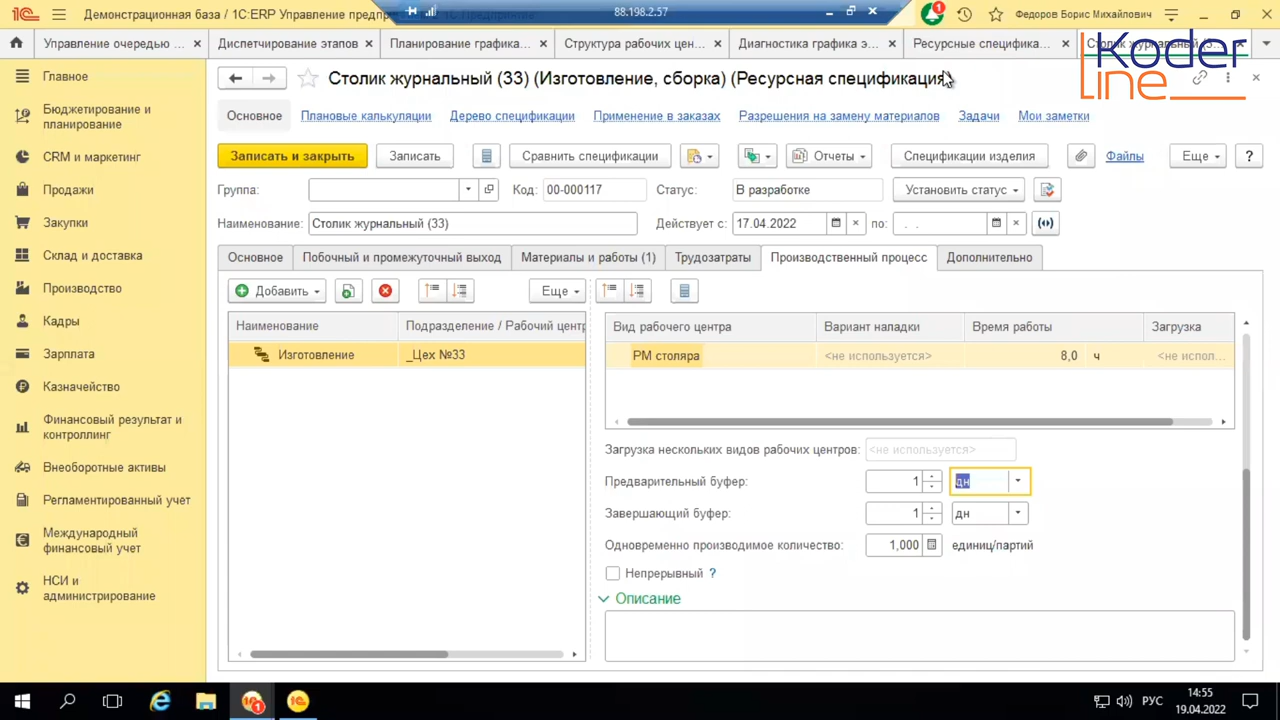 Демонстрационная база / 1С:ERP Управление предпр
88.198.2.57
1
Федоров Борис Михайлович
Управление очередью ...
Диспетчирование этапов
Планирование графика...
Структура рабочих цен...
Диагностика графика э...
Ресурсные специфика...
Koder
line
Столик журнальный (33) (Изготовление, сборка) (Ресурсная спецификация)
Основное
Плановые калькуляции
Дерево спецификации
Применение в заказах
Разрешения на замену материалов
Задачи
Мои заметки
Записать и закрыть
Записать
Сравнить спецификации
Отчеты
Спецификации изделия
Файлы
Еще
?
Группа:
Код:
00-000117
Статус:
В разработке
Установить статус
Наименование:
Столик журнальный (33)
Действует с:
17.04.2022
по:
. .
Основное
Побочный и промежуточный выход
Материалы и работы (1)
Трудозатраты
Производственный процесс
Дополнительно
Добавить
Еще
Наименование
Подразделение / Рабочий центр
Изготовление
_Цех №33
Вид рабочего центра
Вариант наладки
Время работы
Загрузка
РМ столяра
<не используется>
8,0
ч
<не испол...
Загрузка нескольких видов рабочих центров:
<не используется>
Предварительный буфер:
1
дн
Завершающий буфер:
1
дн
Одновременно производимое количество:
1,000
единиц/партий
Непрерывный
?
Описание
Главное
Бюджетирование и
планирование
CRM и маркетинг
Продажи
Закупки
Склад и доставка
Производство
Кадры
Зарплата
Казначейство
Финансовый результат и
контроллинг
Внеоборотные активы
Регламентированный учет
Международный
финансовый учет
НСИ и
администрирование
РУС
14:55
19.04.2022